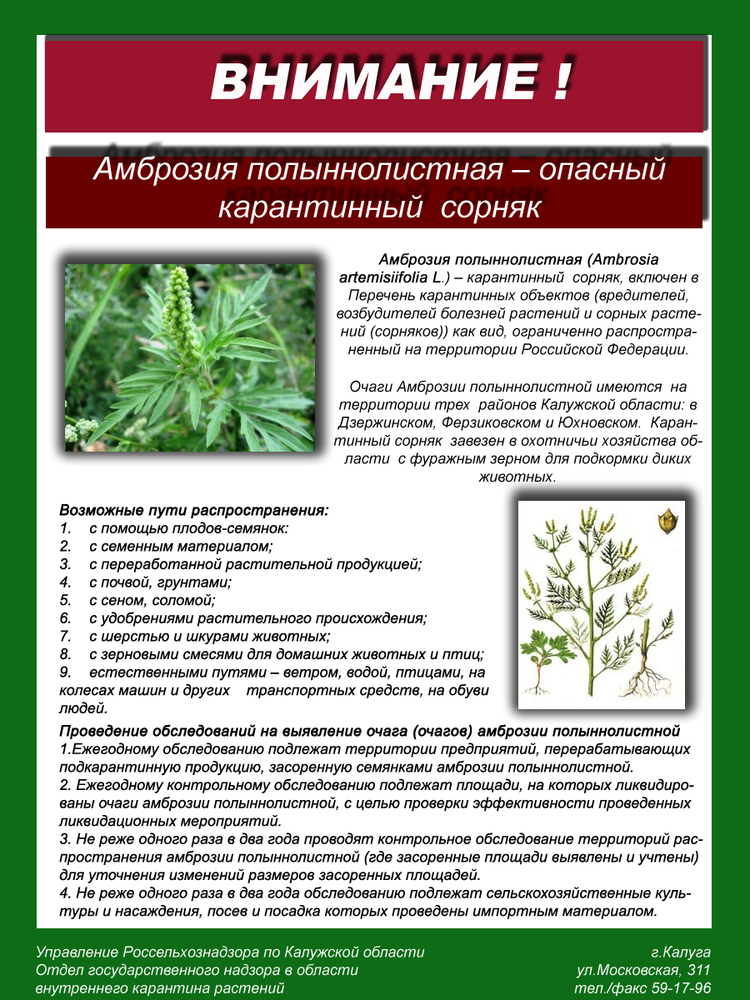 ВНИМАНИЕ !
Амброзия полыннолистная – опасный
карантинный сорняк
Амброзия полыннолистная (Ambrosia
artemisiifolia L.) – карантинный сорняк, включен в
Перечень карантинных объектов (вредителей,
возбудителей болезней растений и сорных расте-
ний (сорняков)) как вид, ограниченно распростра-
ненный на территории Российской Федерации.
Очаги Амброзии полыннолистной имеются на
территории трех районов Калужской области: в
Дзержинском, Ферзиковском и Юхновском. Каран-
тинный сорняк завезен в охотничьи хозяйства об-
ласти с фуражным зерном для подкормки диких
животных.
Возможные пути распространения:
1. с помощью плодов-семянок:
2. с семенным материалом;
3. с переработанной растительной продукцией;
4. с почвой, грунтами;
5. с сеном, соломой;
6. с удобрениями растительного происхождения;
7. с шерстью и шкурами животных;
8. с зерновыми смесями для домашних животных и птиц;
9. естественными путями – ветром, водой, птицами, на
колесах машин и других транспортных средств, на обуви
людей.
Проведение обследований на выявление очага (очагов) амброзии полыннолистной
1.Ежегодному обследованию подлежат территории предприятий, перерабатывающих
подкарантинную продукцию, засоренную семянками амброзии полыннолистной.
2. Ежегодному контрольному обследованию подлежат площади, на которых ликвидиро-
ваны очаги амброзии полыннолистной, с целью проверки эффективности проведенных
ликвидационных мероприятий.
3. Не реже одного раза в два года проводят контрольное обследование территорий рас-
пространения амброзии полыннолистной (где засоренные площади выявлены и учтены)
для уточнения изменений размеров засоренных площадей.
4. Не реже одного раза в два года обследованию подлежат сельскохозяйственные куль-
туры и насаждения, посев и посадка которых проведены импортным материалом.
Управление Россельхознадзора по Калужской области
Отдел государственного надзора в области
внутреннего карантина растений
г.Калуга
ул.Московская, 311
тел./факс 59-17-96